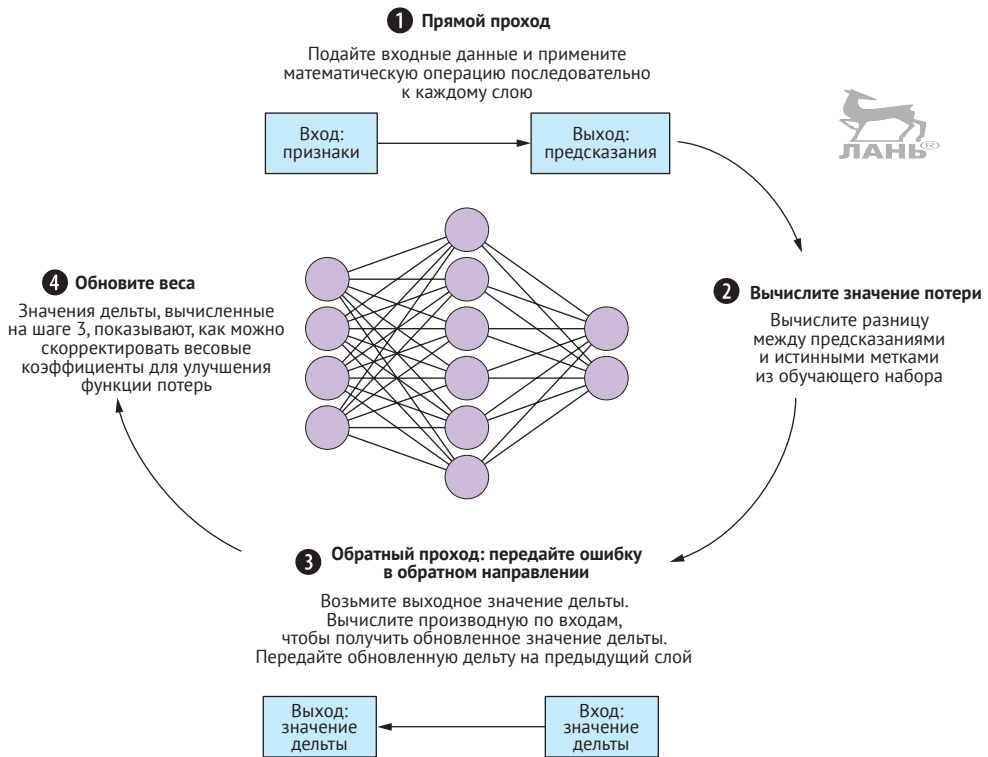 1 Прямой проход
Подайте входные данные и примените
математическую операцию последовательно
к каждому слою
Вход:
признаки
Выход:
предсказания
ЛАНЬ®
2 Вычислите значение потери
Вычислите разницу
между предсказаниями
и истинными метками
из обучающего набора
3 Обратный проход: передайте ошибку
в обратном направлении
Возьмите выходное значение дельты.
Вычислите производную по входам,
чтобы получить обновленное значение дельты.
Передайте обновленную дельту на предыдущий слой
Выход:
значение
дельты
Вход:
значение
дельты
4 Обновите веса
Значения дельты, вычисленные
на шаге 3, показывают, как можно
скорректировать весовые
коэффициенты для улучшения
функции потерь